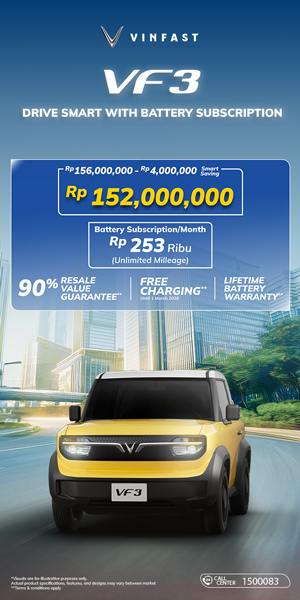 VINFAST
VF3
DRIVE SMART WITH BATTERY SUBSCRIPTION
Rp 156,000,000 - Rp 4,000,000 Smart Saving
Rp 152,000,000
Battery Subscription/Month
Rp 253 Ribu
(Unlimited Mileage)
90% RESALE VALUE GUARANTEE**
FREE CHARGING**
Until 1 March 2028
LIFETIME BATTERY WARRANTY**
VF3
*Visuals are for illustrative purposes only.
Actual product specifications, features, and designs may vary between market
**Terms & conditions apply
CALL CENTER 1500083